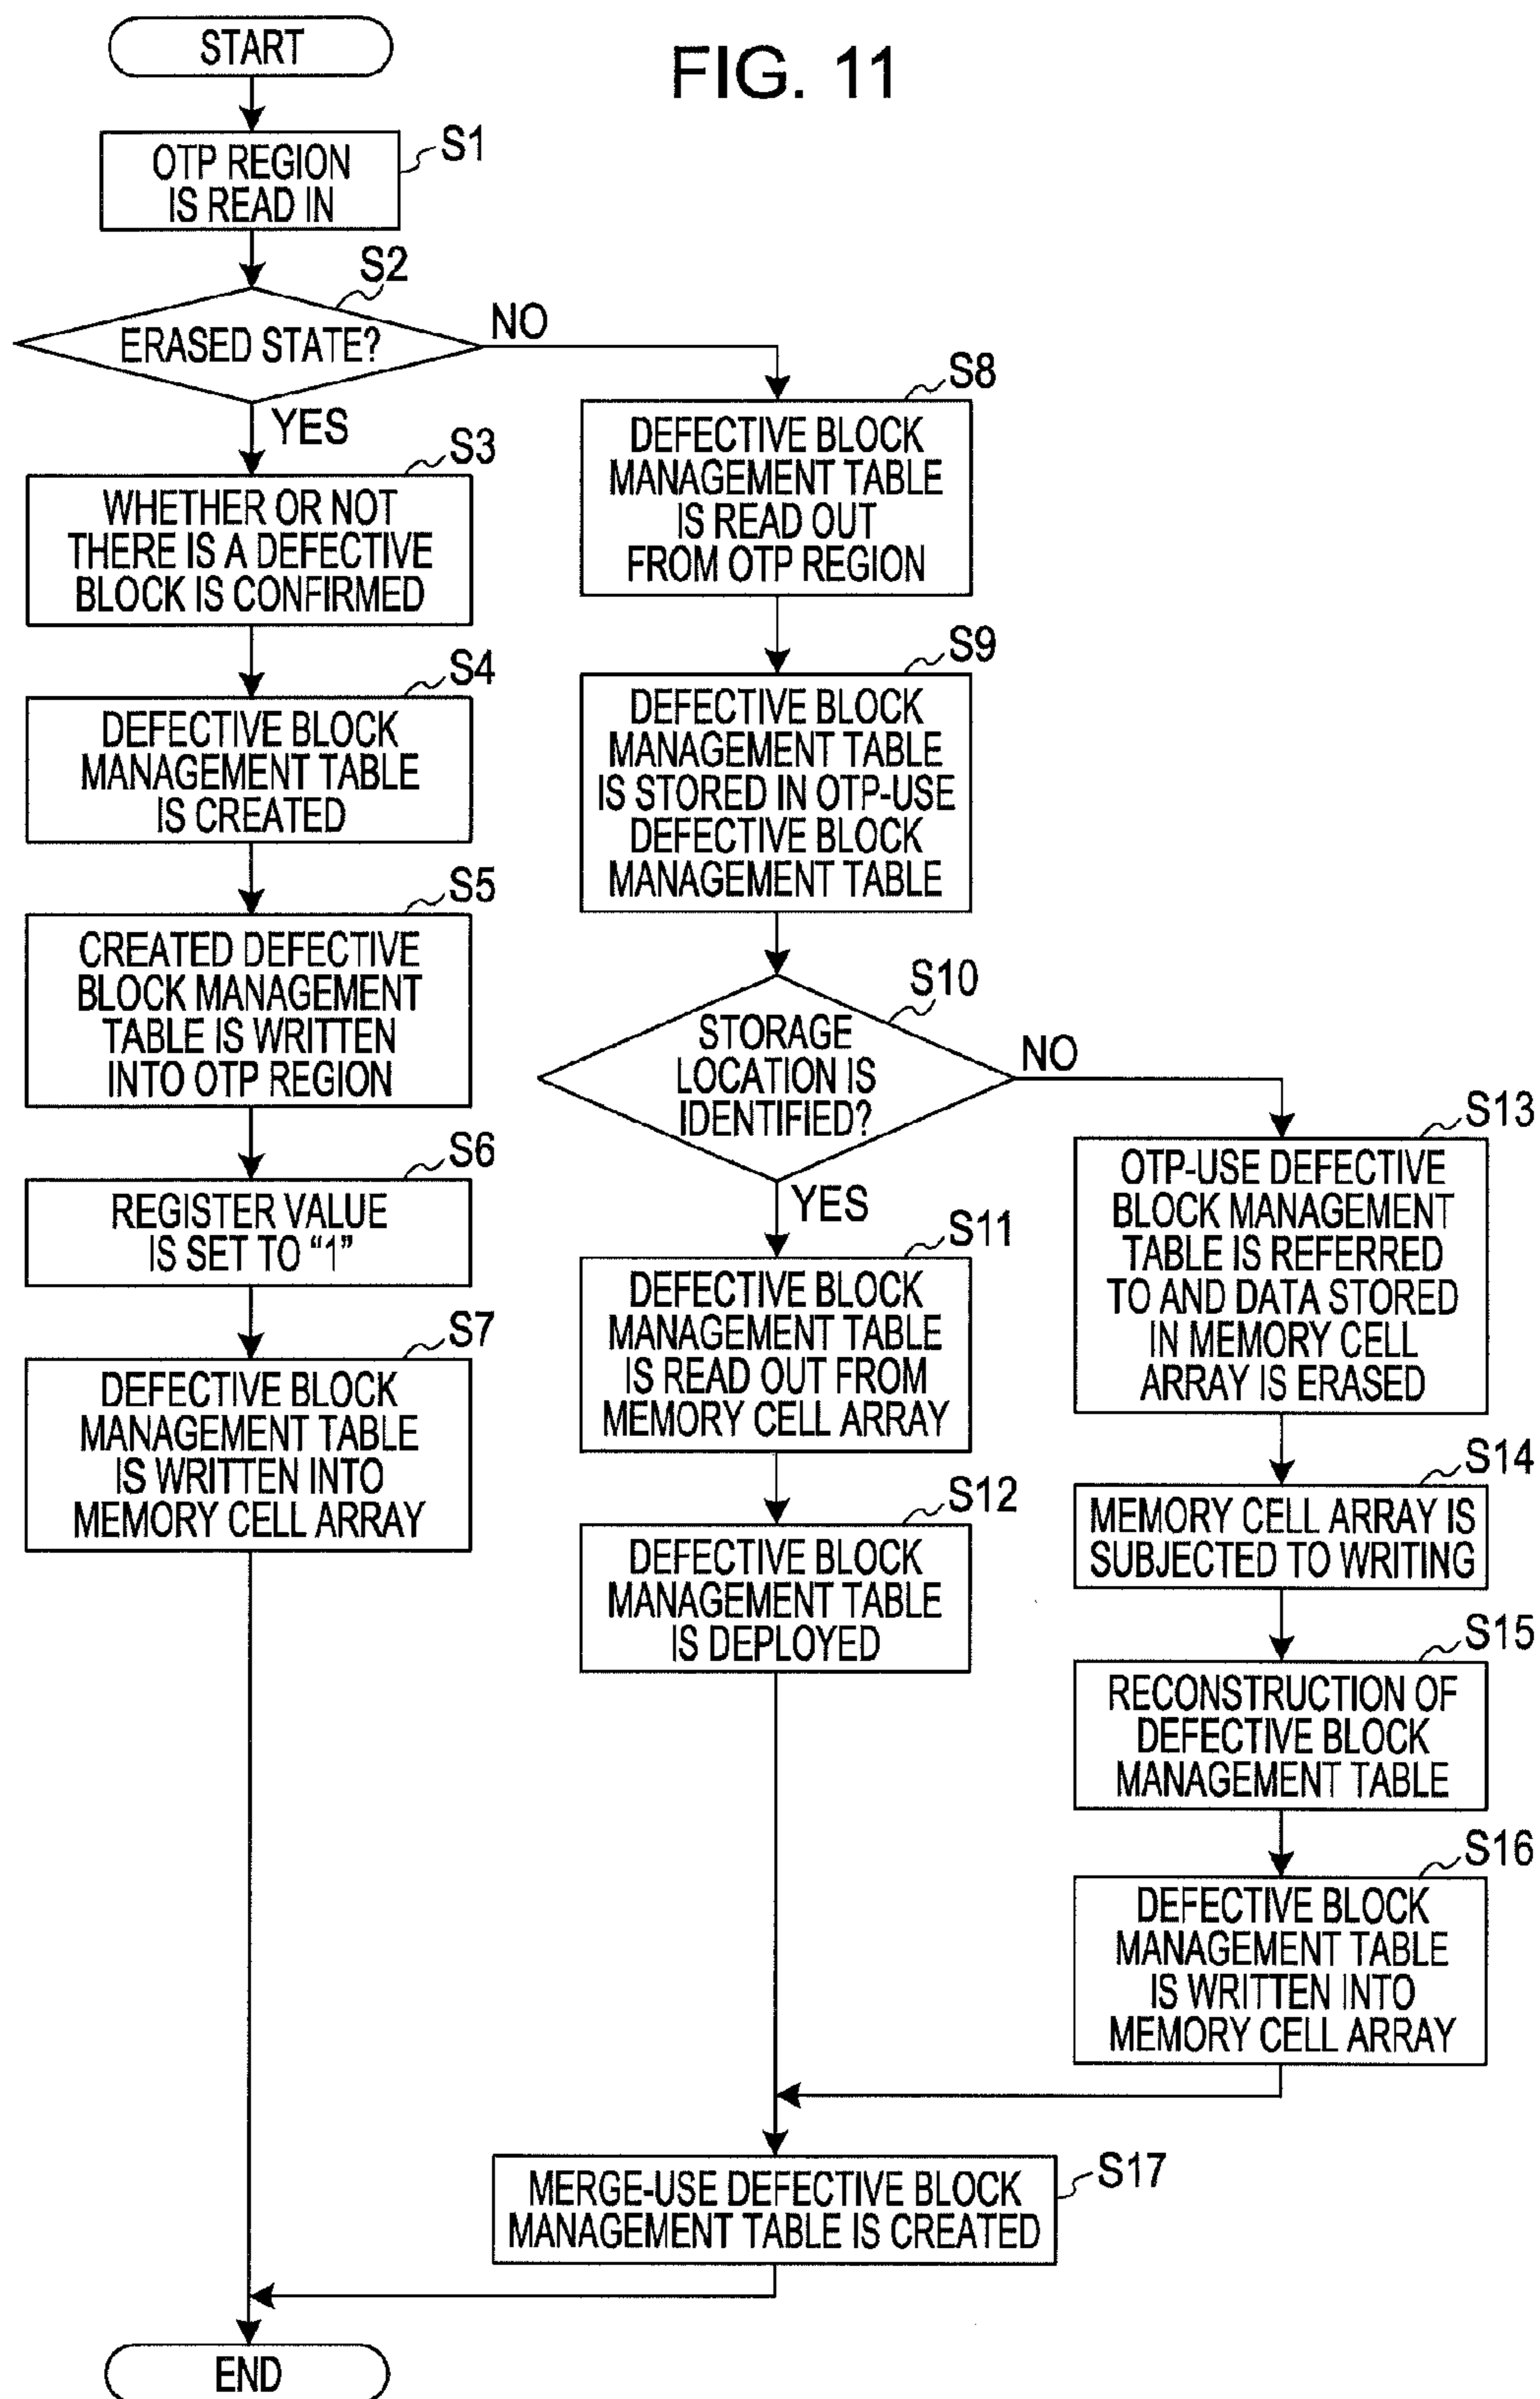 FIG. 11
START
S1
OTP REGION
IS READ IN
S2
ERASED STATE?
NO
YES
S3
WHETHER OR NOT
THERE IS A DEFECTIVE
BLOCK IS CONFIRMED
S4
DEFECTIVE BLOCK
MANAGEMENT TABLE
IS CREATED
S5
CREATED DEFECTIVE
BLOCK MANAGEMENT
TABLE IS WRITTEN
INTO OTP REGION
S6
REGISTER VALUE
IS SET TO “1”
S7
DEFECTIVE BLOCK
MANAGEMENT TABLE
IS WRITTEN INTO
MEMORY CELL ARRAY
S8
DEFECTIVE BLOCK
MANAGEMENT TABLE
IS READ OUT
FROM OTP REGION
S9
DEFECTIVE BLOCK
MANAGEMENT TABLE
IS STORED IN OTP-USE
DEFECTIVE BLOCK
MANAGEMENT TABLE
S10
STORAGE
LOCATION IS
IDENTIFIED?
NO
YES
S11
DEFECTIVE BLOCK
MANAGEMENT TABLE
IS READ OUT FROM
MEMORY CELL ARRAY
S12
DEFECTIVE BLOCK
MANAGEMENT TABLE
IS DEPLOYED
S13
OTP-USE DEFECTIVE
BLOCK MANAGEMENT
TABLE IS REFERRED
TO AND DATA STORED
IN MEMORY CELL
ARRAY IS ERASED
S14
MEMORY CELL ARRAY IS
SUBJECTED TO WRITING
S15
RECONSTRUCTION OF
DEFECTIVE BLOCK
MANAGEMENT TABLE
S16
DEFECTIVE BLOCK
MANAGEMENT TABLE
IS WRITTEN INTO
MEMORY CELL ARRAY
S17
MERGE-USE DEFECTIVE BLOCK
MANAGEMENT TABLE IS CREATED
END